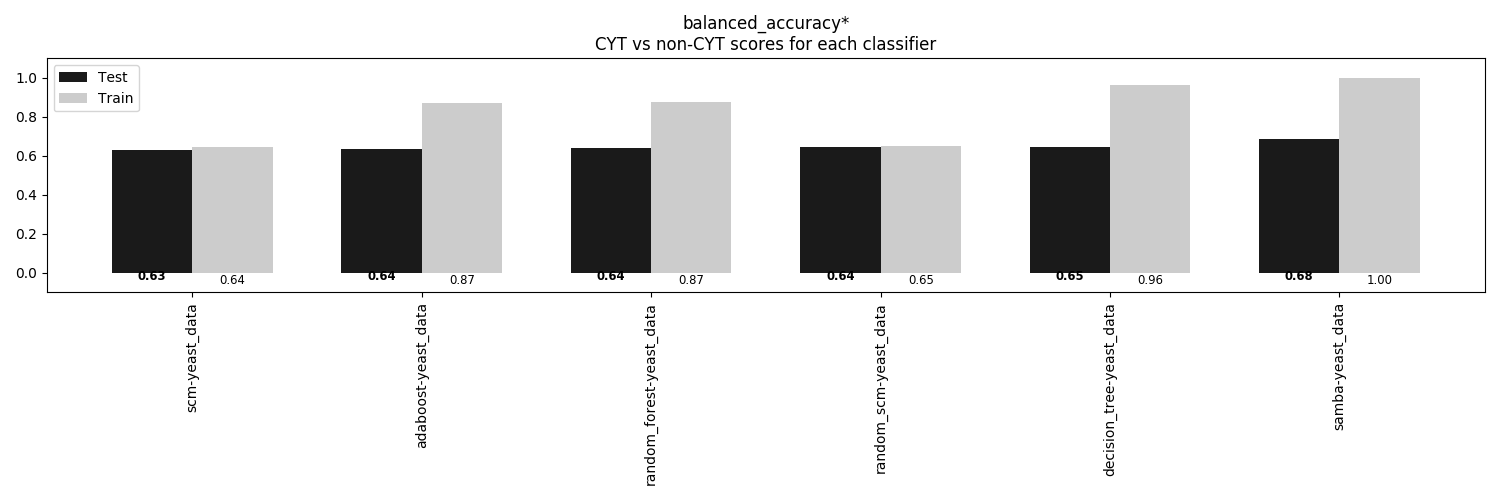 balanced_accuracy*
CYT vs non-CYT scores for each classifier
Test
Train
1.0
0.8
0.6
0.4
0.2
0.0
0.63 0.64 0.64 0.87 0.64 0.87 0.64 0.65 0.65 0.96 0.68 1.00
scm-yeast_data
adaboost-yeast_data
random_forest-yeast_data
random_scm-yeast_data
decision_tree-yeast_data
samba-yeast_data